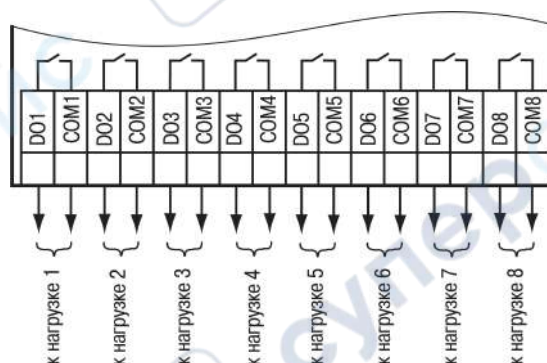 DO1
COM1
DO2
COM2
DO3
COM3
DO4
COM4
DO5
COM5
DO6
COM6
DO7
COM7
DO8
COM8
к нагрузке 1
к нагрузке 2
к нагрузке 3
к нагрузке 4
к нагрузке 5
к нагрузке 6
к нагрузке 7
к нагрузке 8